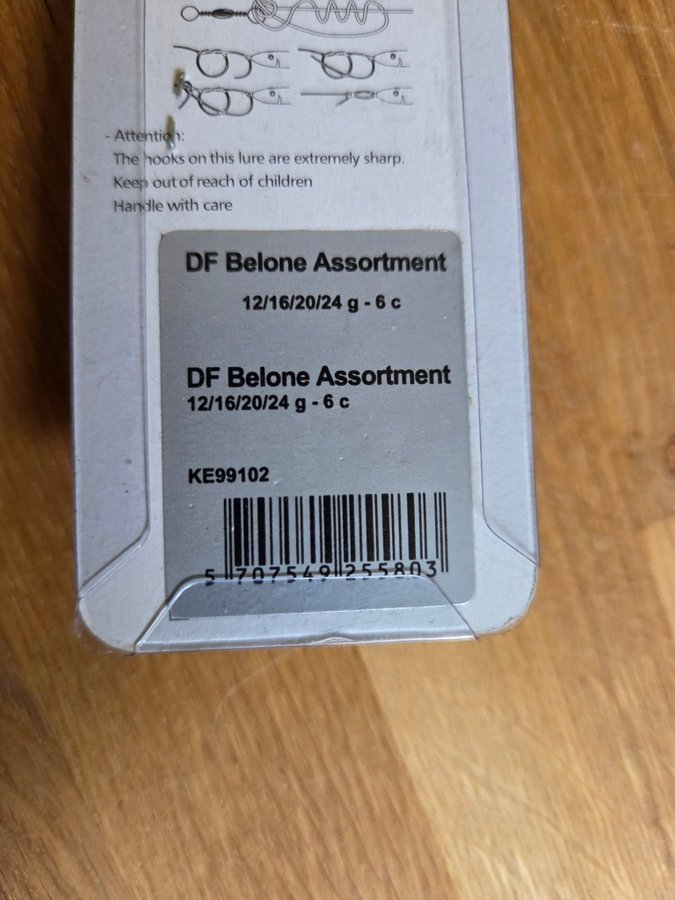 - Attention:
The hooks on this lure are extremely sharp.
Keep out of reach of children
Handle with care
DF Belone Assortment
12/16/20/24 g - 6 c
DF Belone Assortment
12/16/20/24 g - 6 c
KE99102
5 707549 255803